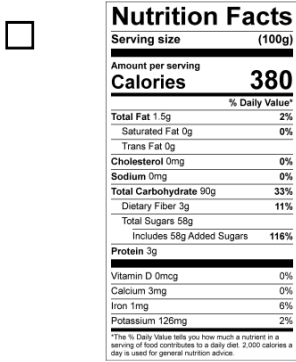 Nutrition Facts
Serving size (100g)
Amount per serving
Calories 380
% Daily Value*
Total Fat 1.5g 2%
Saturated Fat 0g 0%
Trans Fat 0g
Cholesterol 0mg 0%
Sodium 0mg 0%
Total Carbohydrate 90g 33%
Dietary Fiber 3g 11%
Total Sugars 58g
Includes 58g Added Sugars 116%
Protein 3g
Vitamin D 0mcg 0%
Calcium 3mg 0%
Iron 1mg 6%
Potassium 126mg 2%
*The % Daily Value tells you how much a nutrient in a
serving of food contributes to a daily diet. 2,000 calories a
day is used for general nutrition advice.